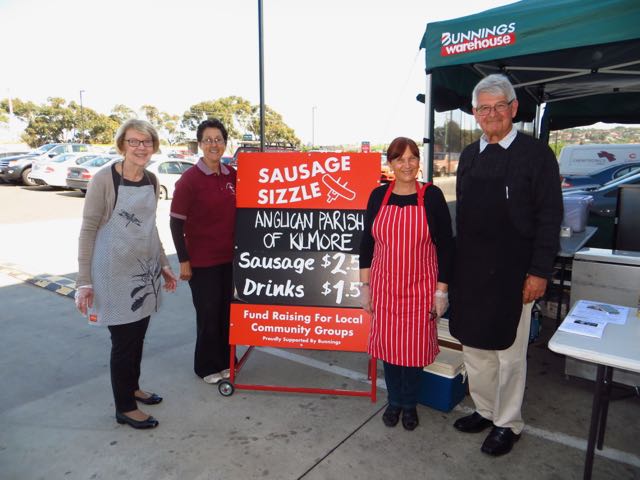 BUNNINGS
warehouse
SAUSAGE
SIZZLE
ANGLICAN PARISH
OF KILMORE
Sausage $2.5
Drinks $1.5
Fund Raising For Local
Community Groups
Proudly Supported By Bunnings